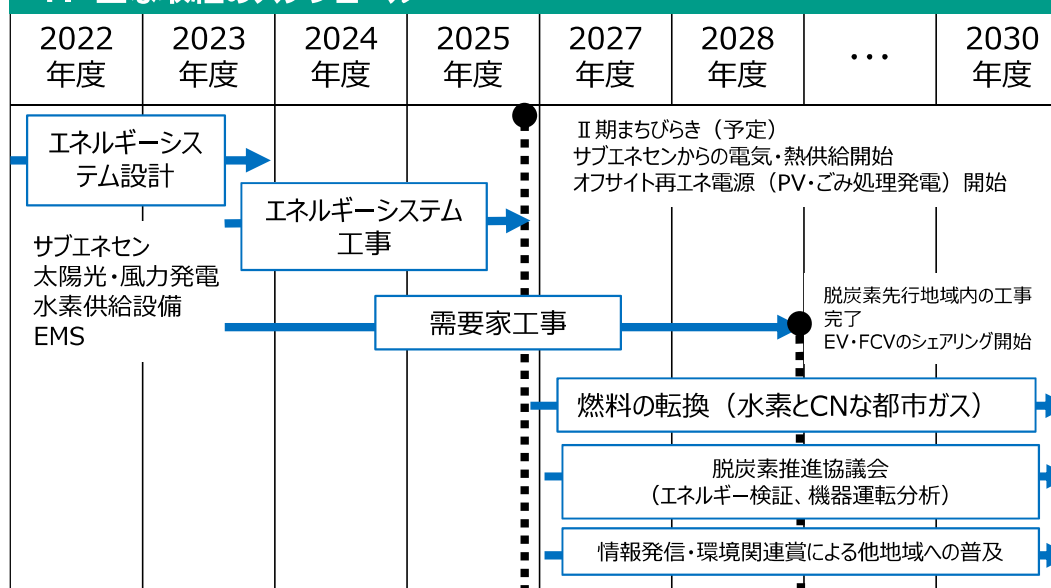 2022
年度
2023
年度
2024
年度
2025
年度
2027
年度
2028
年度
…
2030
年度
エネルギーシス
テム設計
Ⅱ期まちびらき（予定）
サブエネセンからの電気・熱供給開始
オフサイト再エネ電源（PV・ごみ処理発電）開始
エネルギーシステム
工事
サブエネセン
太陽光・風力発電
水素供給設備
EMS
需要家工事
脱炭素先行地域内の工事
完了
EV・FCVのシェアリング開始
燃料の転換（水素とCNな都市ガス）
脱炭素推進協議会
（エネルギー検証、機器運転分析）
情報発信・環境関連賞による他地域への普及